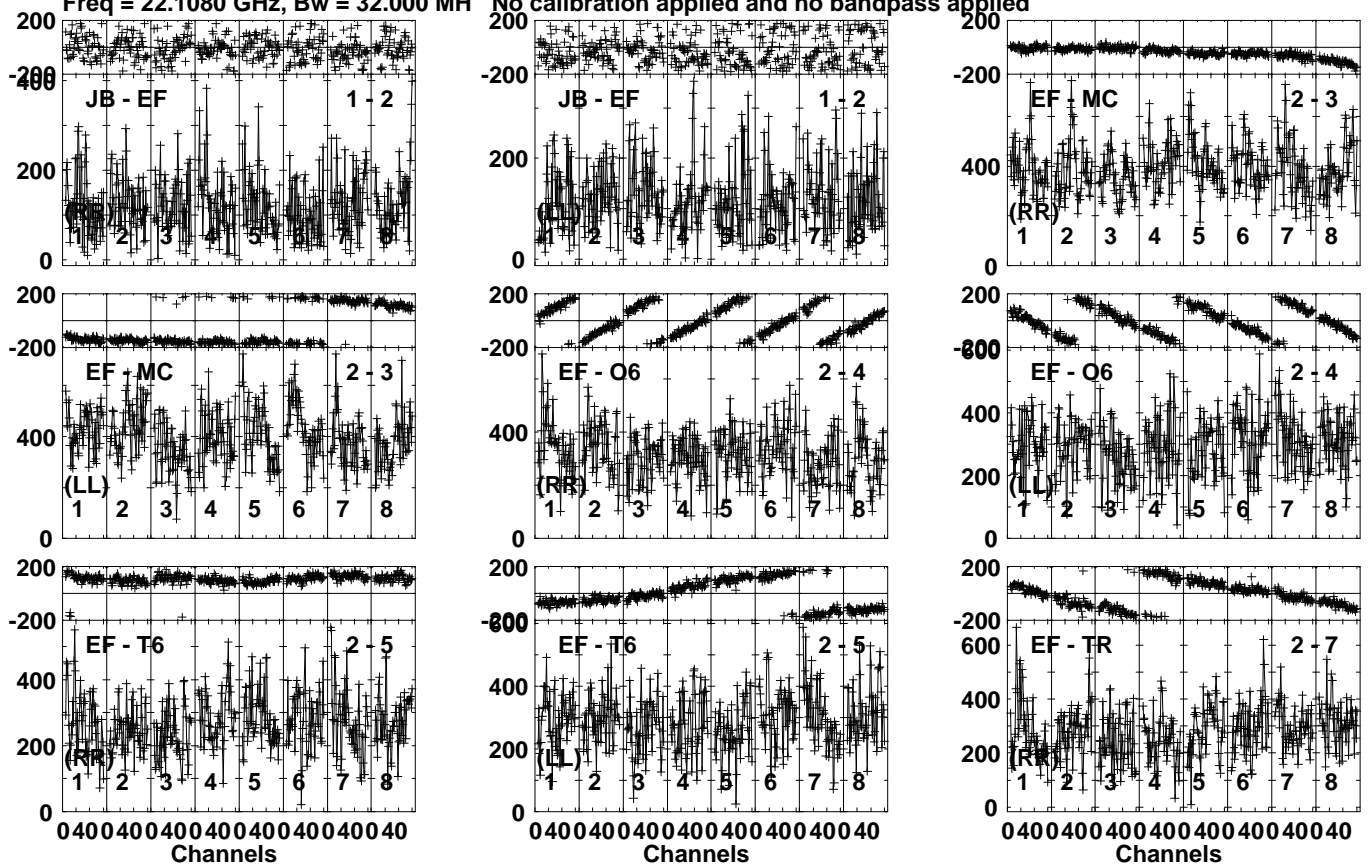 Freq = 22.1080 GHz, Bw = 32.000 MH No calibration applied and no bandpass applied
200 200 200
-200 -200 -200
400 JB - EF 1 - 2 JB - EF 1 - 2 EF - MC 2 - 3
200 200 400
(RR) (LL) (RR)
1 2 3 4 5 6 7 8 1 2 3 4 5 6 7 8 1 2 3 4 5 6 7 8
0 0 0
200 200 200
-200 -200 -200
600
EF - MC 2 - 3 EF - O6 2 - 4 EF - O6 2 - 4
400 400 400
200
(LL) (RR) (LL)
1 2 3 4 5 6 7 8 1 2 3 4 5 6 7 8 1 2 3 4 5 6 7 8
0 0 0
200 200 200
-200 -200 -200
600
EF - T6 2 - 5 EF - T6 2 - 5 EF - TR 2 - 7
600
400 400 400
200 200 200
(RR) (LL) (RR)
1 2 3 4 5 6 7 8 1 2 3 4 5 6 7 8 1 2 3 4 5 6 7 8
0 0 0
0 40 0 40 0 40 0 40 0 40 0 40 0 40 0 40 0 40 0 40 0 40 0 40 0 40 0 40 0 40 0 40 0 40 0 40 0 40 0 40 0 40 0 40 0 40 0 40
Channels Channels Channels